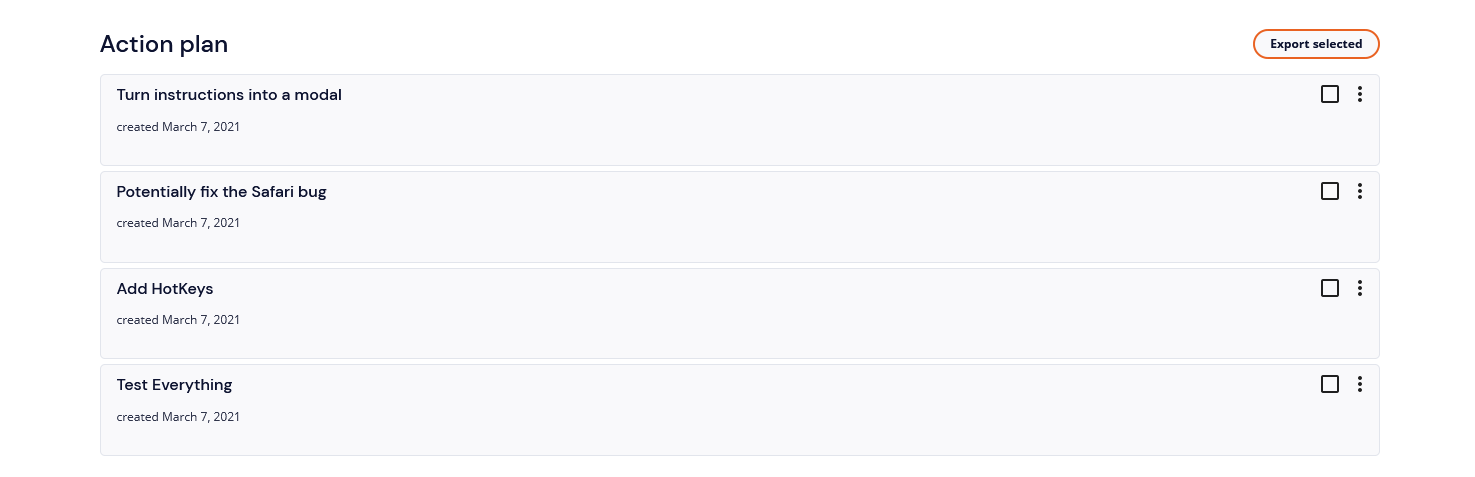 Action plan
Export selected
Turn instructions into a modal
created March 7, 2021
Potentially fix the Safari bug
created March 7, 2021
Add HotKeys
created March 7, 2021
Test Everything
created March 7, 2021